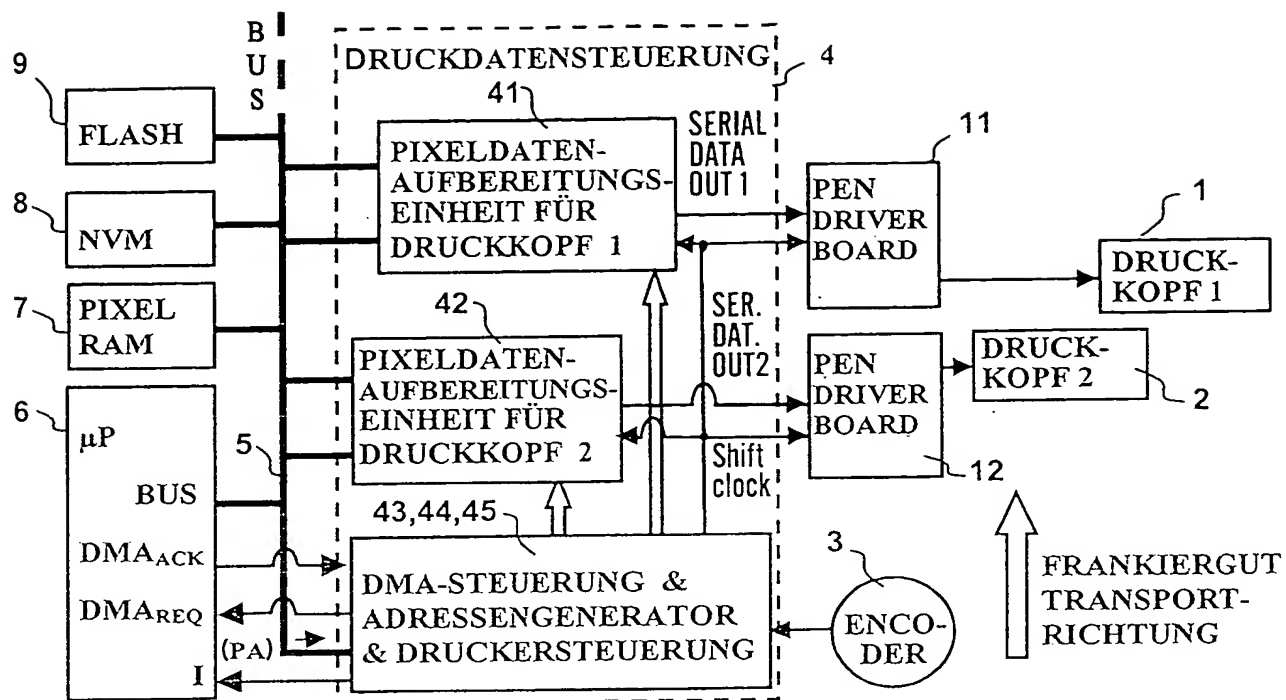 B
U
S
DRUCKDATENSTEUERUNG
4
9
FLASH
8
NVM
7
PIXEL
RAM
6
µP
BUS
DMA_ACK
DMA_REQ
(PA)
I
5
41
PIXELDATEN-
AUFBEREITUNGS-
EINHEIT FÜR
DRUCKKOPF 1
SERIAL
DATA
OUT 1
42
PIXELDATEN-
AUFBEREITUNGS-
EINHEIT FÜR
DRUCKKOPF 2
SER.
DAT.
OUT2
Shift
clock
43,44,45
DMA-STEUERUNG &
ADRESSENGENERATOR
& DRUCKERSTEUERUNG
11
PEN
DRIVER
BOARD
1
DRUCK-
KOPF 1
PEN
DRIVER
BOARD
12
DRUCK-
KOPF 2
2
3
ENCO-
DER
FRANKIERGUT
TRANSPORT-
RICHTUNG